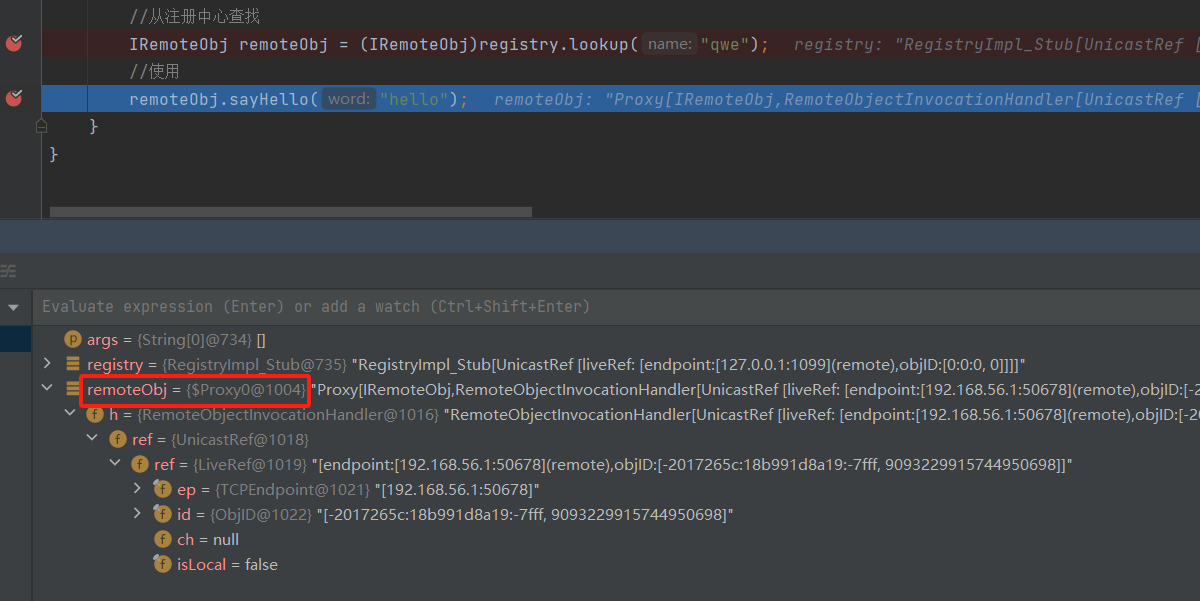 //从注册中心查找
IRemoteObj remoteObj = (IRemoteObj)registry.lookup( name: "qwe"); registry: "RegistryImpl_Stub[UnicastRef [
//使用
remoteObj.sayHello( word: "hello"); remoteObj: "Proxy[IRemoteObj,RemoteObjectInvocationHandler[UnicastRef [
}
}
Evaluate expression (Enter) or add a watch (Ctrl+Shift+Enter)
p args = {String[0]@734} []
registry = {RegistryImpl_Stub@735} "RegistryImpl_Stub[UnicastRef [liveRef: [endpoint:[127.0.0.1:1099](remote),objID:[0:0:0, 0]]]]"
remoteObj = {$Proxy0@1004} "Proxy[IRemoteObj,RemoteObjectInvocationHandler[UnicastRef [liveRef: [endpoint:[192.168.56.1:50678](remote),objID:[-2
f h = {RemoteObjectInvocationHandler@1016} "RemoteObjectInvocationHandler[UnicastRef [liveRef: [endpoint:[192.168.56.1:50678](remote),objID:[-20
f ref = {UnicastRef@1018}
f ref = {LiveRef@1019} "[endpoint:[192.168.56.1:50678](remote),objID:[-2017265c:18b991d8a19:-7fff, 9093229915744950698]]"
f ep = {TCPEndpoint@1021} "[192.168.56.1:50678]"
f id = {ObjID@1022} "[-2017265c:18b991d8a19:-7fff, 9093229915744950698]"
f ch = null
f isLocal = false